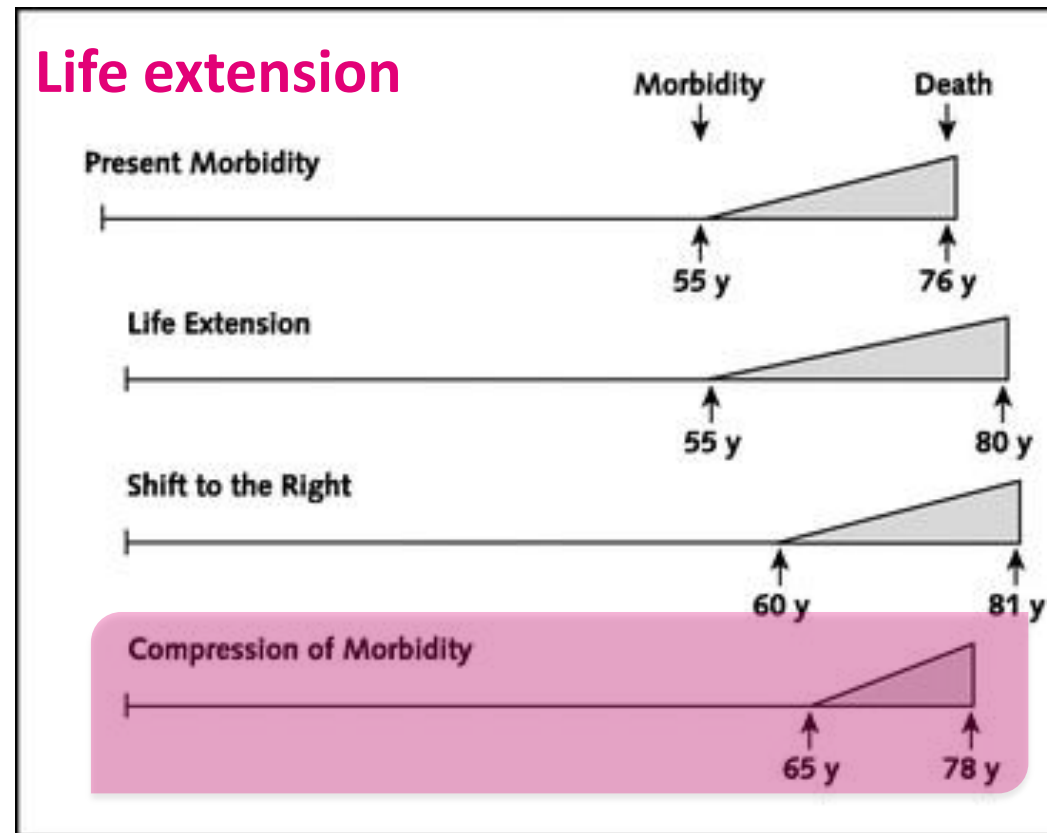 Life extension
Morbidity Death
Present Morbidity
55 y 76 y
Life Extension
55 y 80 y
Shift to the Right
60 y 81 y
Compression of Morbidity
65 y 78 y